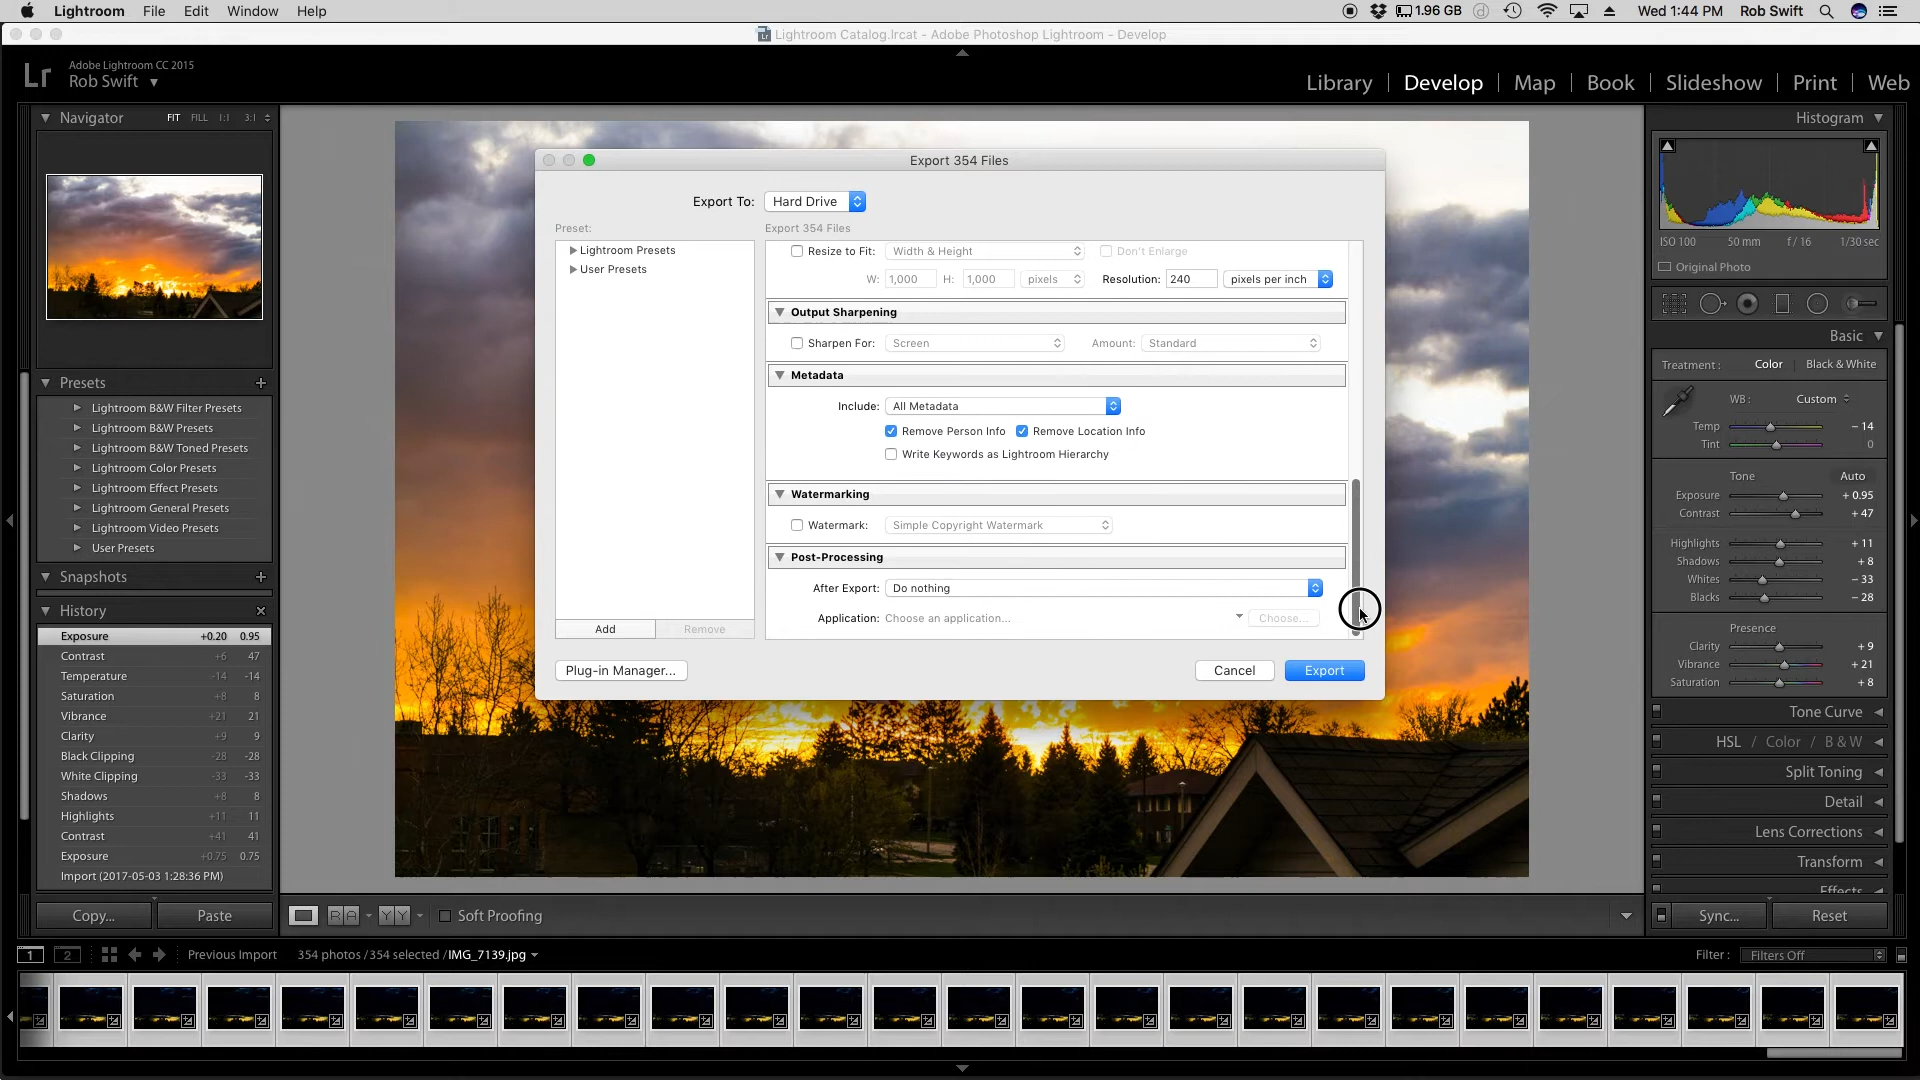 Lightroom File Edit Window Help 1.96 GB Wed 1:44 PM Rob Swift
Lightroom Catalog.lrcat - Adobe Photoshop Lightroom - Develop
Lr Adobe Lightroom CC 2015
Rob Swift
Library | Develop | Map | Book | Slideshow | Print | Web
Navigator FIT FILL 1:1 3:1
Presets +
Lightroom B&W Filter Presets
Lightroom B&W Presets
Lightroom B&W Toned Presets
Lightroom Color Presets
Lightroom Effect Presets
Lightroom General Presets
Lightroom Video Presets
User Presets
Snapshots +
History
Exposure +0.20 0.95
Contrast +6 47
Temperature -14 -14
Saturation +8 8
Vibrance +21 21
Clarity +9 9
Black Clipping -28 -28
White Clipping -33 -33
Shadows +8 8
Highlights +11 11
Contrast +41 41
Exposure +0.75 0.75
Import (2017-05-03 1:28:36 PM)
Copy... Paste
Export 354 Files
Export To: Hard Drive
Preset:
Lightroom Presets
User Presets
Add Remove
Plug-in Manager...
Export 354 Files
Resize to Fit: Width & Height Don't Enlarge
W: 1,000 H: 1,000 pixels Resolution: 240 pixels per inch
Output Sharpening
Sharpen For: Screen Amount: Standard
Metadata
Include: All Metadata
Remove Person Info Remove Location Info
Write Keywords as Lightroom Hierarchy
Watermarking
Watermark: Simple Copyright Watermark
Post-Processing
After Export: Do nothing
Application: Choose an application... Choose...
Cancel Export
Histogram
ISO 100 50 mm f / 16 1/30 sec
Original Photo
Basic
Treatment : Color Black & White
WB : Custom
Temp - 14
Tint 0
Tone Auto
Exposure + 0.95
Contrast + 47
Highlights + 11
Shadows + 8
Whites - 33
Blacks - 28
Presence
Clarity + 9
Vibrance + 21
Saturation + 8
Tone Curve
HSL / Color / B & W
Split Toning
Detail
Lens Corrections
Transform
Effects
Sync... Reset
R A Y Y Soft Proofing
1 2 Previous Import 354 photos / 354 selected / IMG_7139.jpg Filter : Filters Off